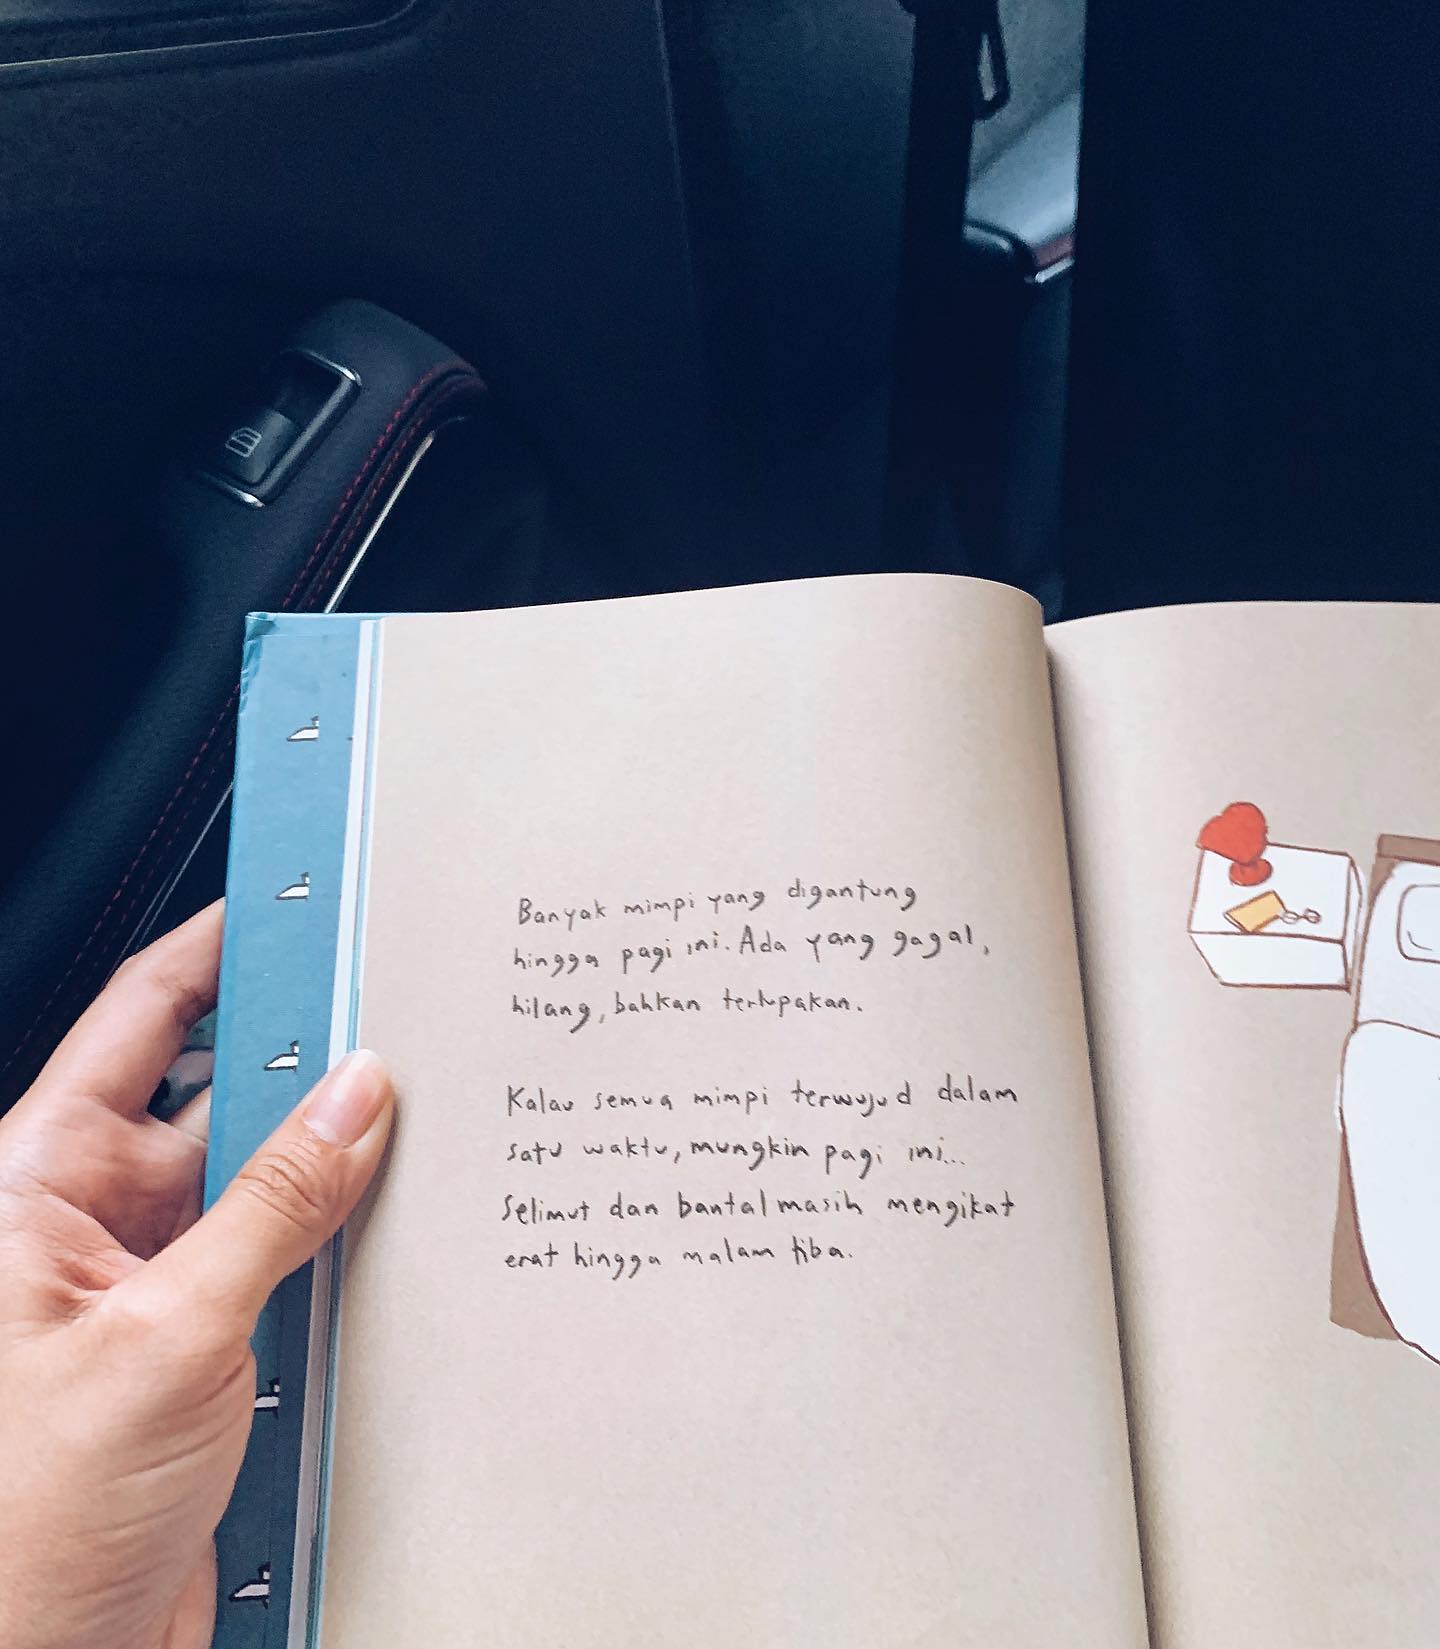 Banyak mimpi yang digantung
hingga pagi ini. Ada yang gagal,
hilang, bahkan terlupakan.
Kalau semua mimpi terwujud dalam
satu waktu, mungkin pagi ini...
Selimut dan bantal masih mengikat
erat hingga malam tiba.